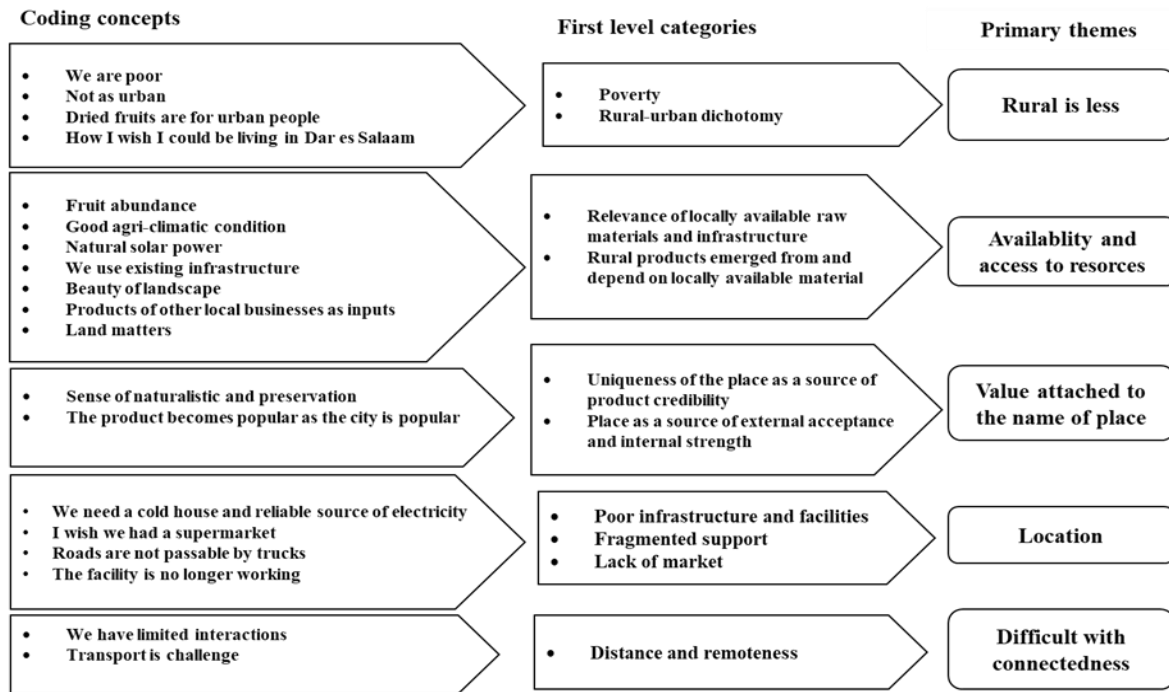 Coding concepts
First level categories
Primary themes
We are poor
Not as urban
Dried fruits are for urban people
How I wish I could be living in Dar es Salaam
Poverty
Rural-urban dichotomy
Rural is less
Fruit abundance
Good agri-climatic condition
Natural solar power
We use existing infrastructure
Beauty of landscape
Products of other local businesses as inputs
Land matters
Relevance of locally available raw
materials and infrastructure
Rural products emerged from and
depend on locally available material
Availablity and
access to resorces
Sense of naturalistic and preservation
The product becomes popular as the city is popular
Uniqueness of the place as a source of
product credibility
Place as a source of external acceptance
and internal strength
Value attached to
the name of place
We need a cold house and reliable source of electricity
I wish we had a supermarket
Roads are not passable by trucks
The facility is no longer working
Poor infrastructure and facilities
Fragmented support
Lack of market
Location
We have limited interactions
Transport is challenge
Distance and remoteness
Difficult with
connectedness